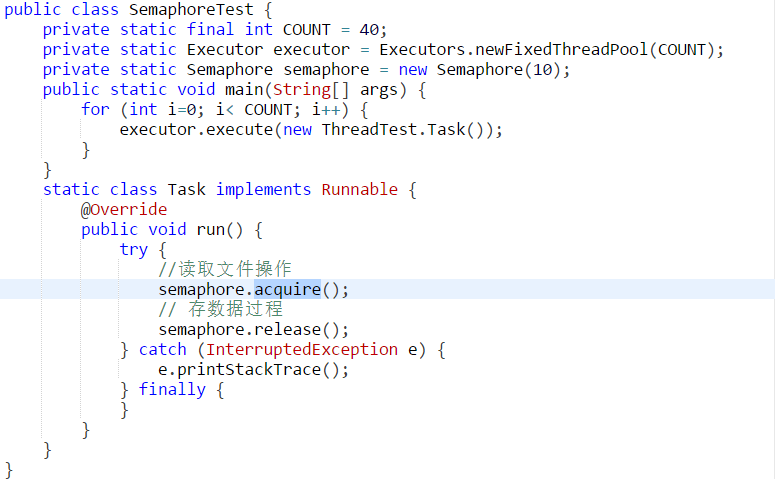 public class SemaphoreTest {
    private static final int COUNT = 40;
    private static Executor executor = Executors.newFixedThreadPool(COUNT);
    private static Semaphore semaphore = new Semaphore(10);
    public static void main(String[] args) {
        for (int i=0; i< COUNT; i++) {
            executor.execute(new ThreadTest.Task());
        }
    }
    static class Task implements Runnable {
        @Override
        public void run() {
            try {
                //读取文件操作
                semaphore.acquire();
                // 存数据过程
                semaphore.release();
            } catch (InterruptedException e) {
                e.printStackTrace();
            } finally {
            }
        }
    }
}